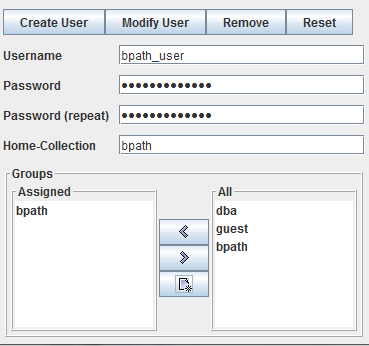 Create User Modify User Remove Reset
Username bpath_user
Password •••••••••••••
Password (repeat) •••••••••••••
Home-Collection bpath
Groups
Assigned All
bpath dba
guest
bpath